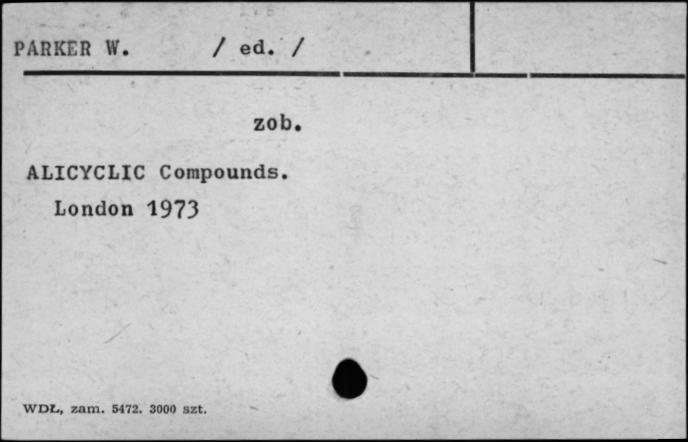 PARKER W. / ed. /
zob.
ALICYCLIC Compounds.
London 1973
WDŁ, zam. 5472. 3000 szt.